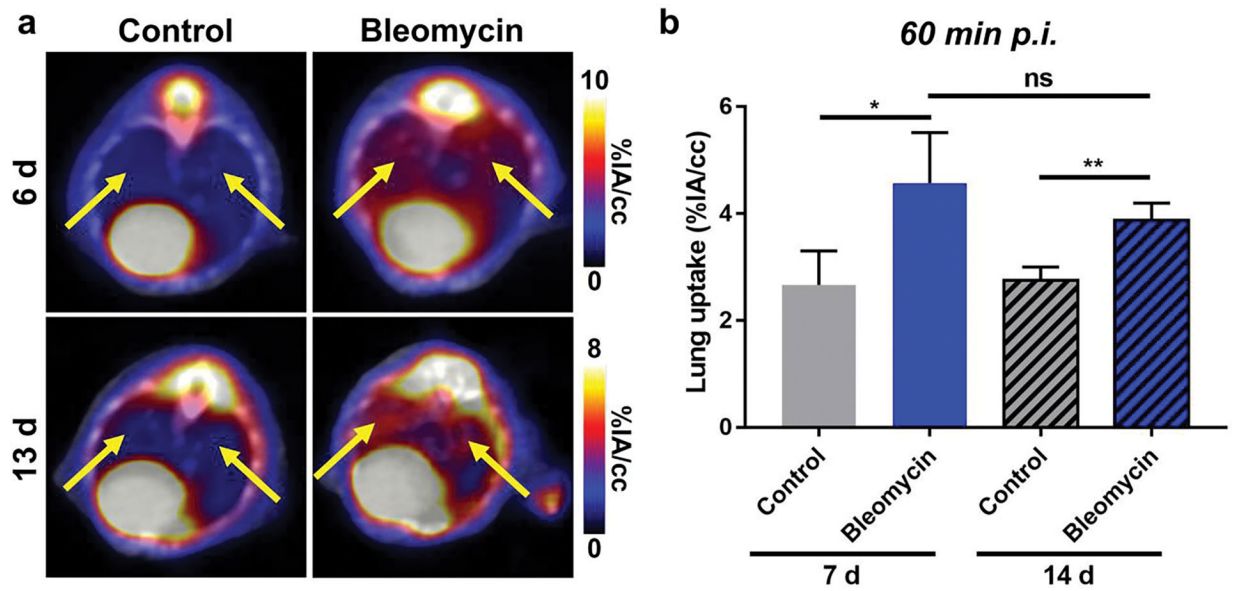 a
Control
Bleomycin
6 d
10
%IA/cc
0
13 d
8
%IA/cc
0
b
60 min p.i.
ns
*
**
Lung uptake (%IA/cc)
6
4
2
0
Control
Bleomycin
Control
Bleomycin
7 d
14 d